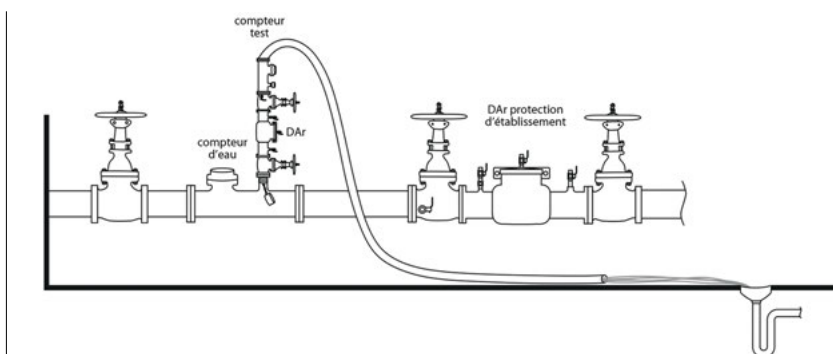 compteur
test
DAr
compteur
d'eau
DAr protection
d'établissement